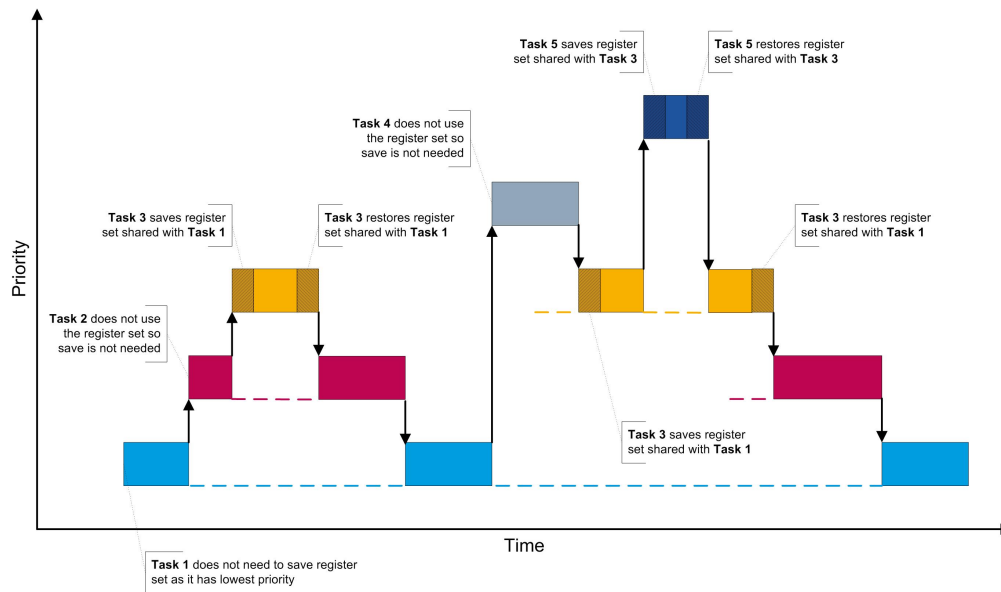 Task 5 saves register
set shared with Task 3
Task 5 restores register
set shared with Task 3
Task 4 does not use
the register set so
save is not needed
Task 3 saves register
set shared with Task 1
Task 3 restores register
set shared with Task 1
Task 3 restores register
set shared with Task 1
Priority
Task 2 does not use
the register set so
save is not needed
Task 3 saves register
set shared with Task 1
Time
Task 1 does not need to save register
set as it has lowest priority